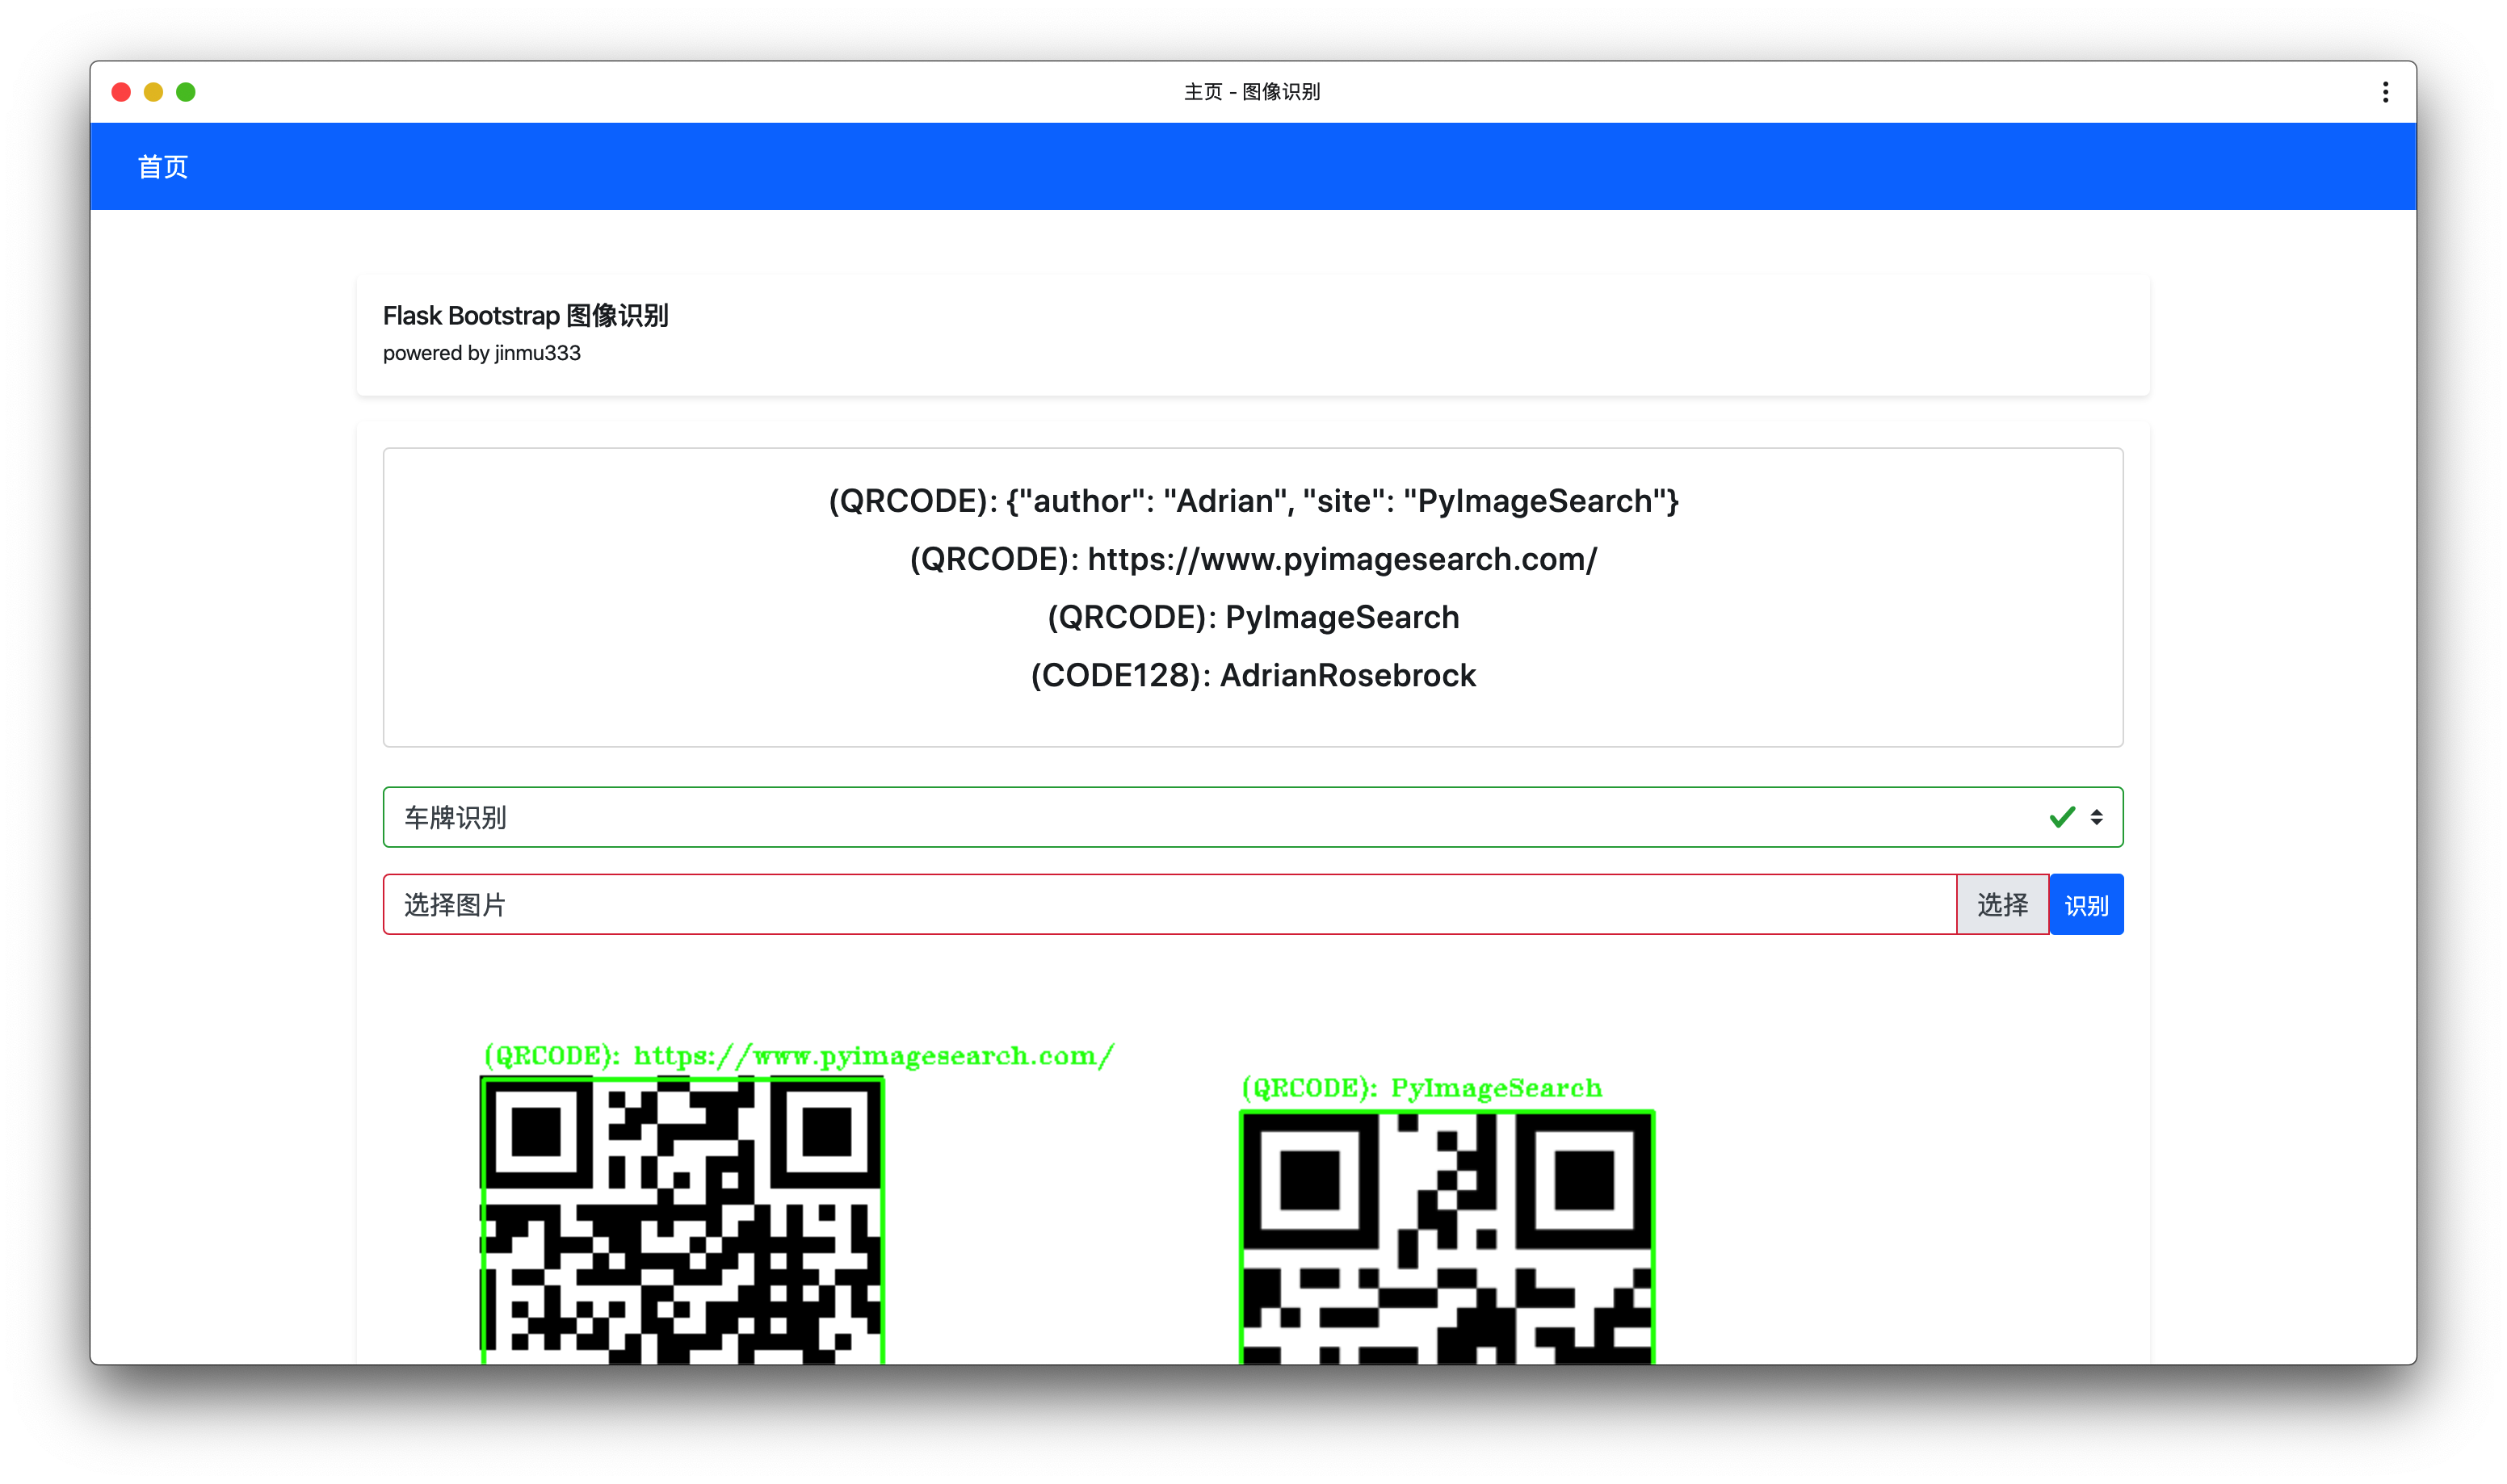 主页 - 图像识别
首页
Flask Bootstrap 图像识别
powered by jinmu333
(QRCODE): {"author": "Adrian", "site": "PyImageSearch"}
(QRCODE): https://www.pyimagesearch.com/
(QRCODE): PyImageSearch
(CODE128): AdrianRosebrock
车牌识别
选择图片 选择 识别
(QRCODE): https://www.pyimagesearch.com/
(QRCODE): PyImageSearch